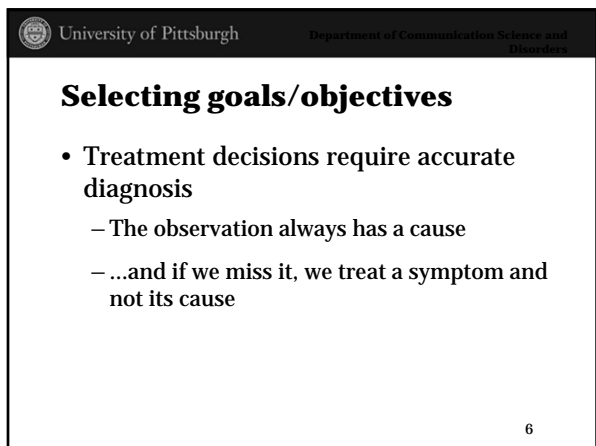 University of Pittsburgh
Department of Communication Science and
Disorders
Selecting goals/objectives
• Treatment decisions require accurate
diagnosis
– The observation always has a cause
– ...and if we miss it, we treat a symptom and
not its cause
6